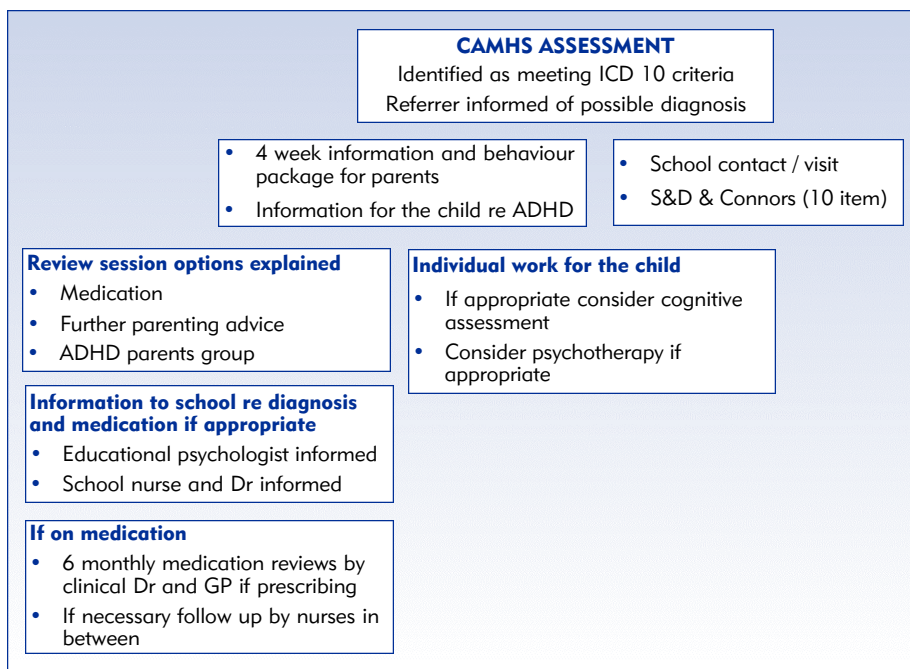 CAMHS ASSESSMENT
Identified as meeting ICD 10 criteria
Referrer informed of possible diagnosis
• 4 week information and behaviour
package for parents
• Information for the child re ADHD
• School contact / visit
• S&D & Connors (10 item)
Review session options explained
• Medication
• Further parenting advice
• ADHD parents group
Individual work for the child
• If appropriate consider cognitive
assessment
• Consider psychotherapy if
appropriate
Information to school re diagnosis
and medication if appropriate
• Educational psychologist informed
• School nurse and Dr informed
If on medication
• 6 monthly medication reviews by
clinical Dr and GP if prescribing
• If necessary follow up by nurses in
between